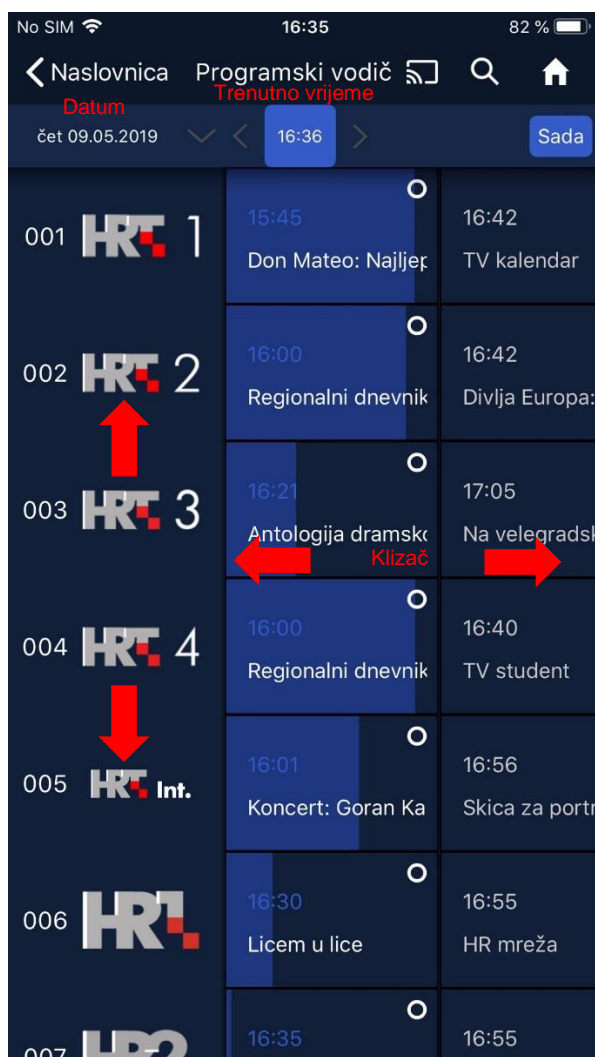 No SIM 16:35 82 %
Naslovnica Programski vodič
Datum Trenutno vrijeme
čet 09.05.2019 16:36 Sada
001 HRT 1
15:45
Don Mateo: Najljep
16:42
TV kalendar
002 HRT 2
16:00
Regionalni dnevnik
16:42
Divlja Europa:
003 HRT 3
16:21
Antologija dramsko
17:05
Na velegradsk
Klizač
004 HRT 4
16:00
Regionalni dnevnik
16:40
TV student
005 HRT Int.
16:01
Koncert: Goran Ka
16:56
Skica za portr
006 HR1
16:30
Licem u lice
16:55
HR mreža
007 HR2
16:35
16:55